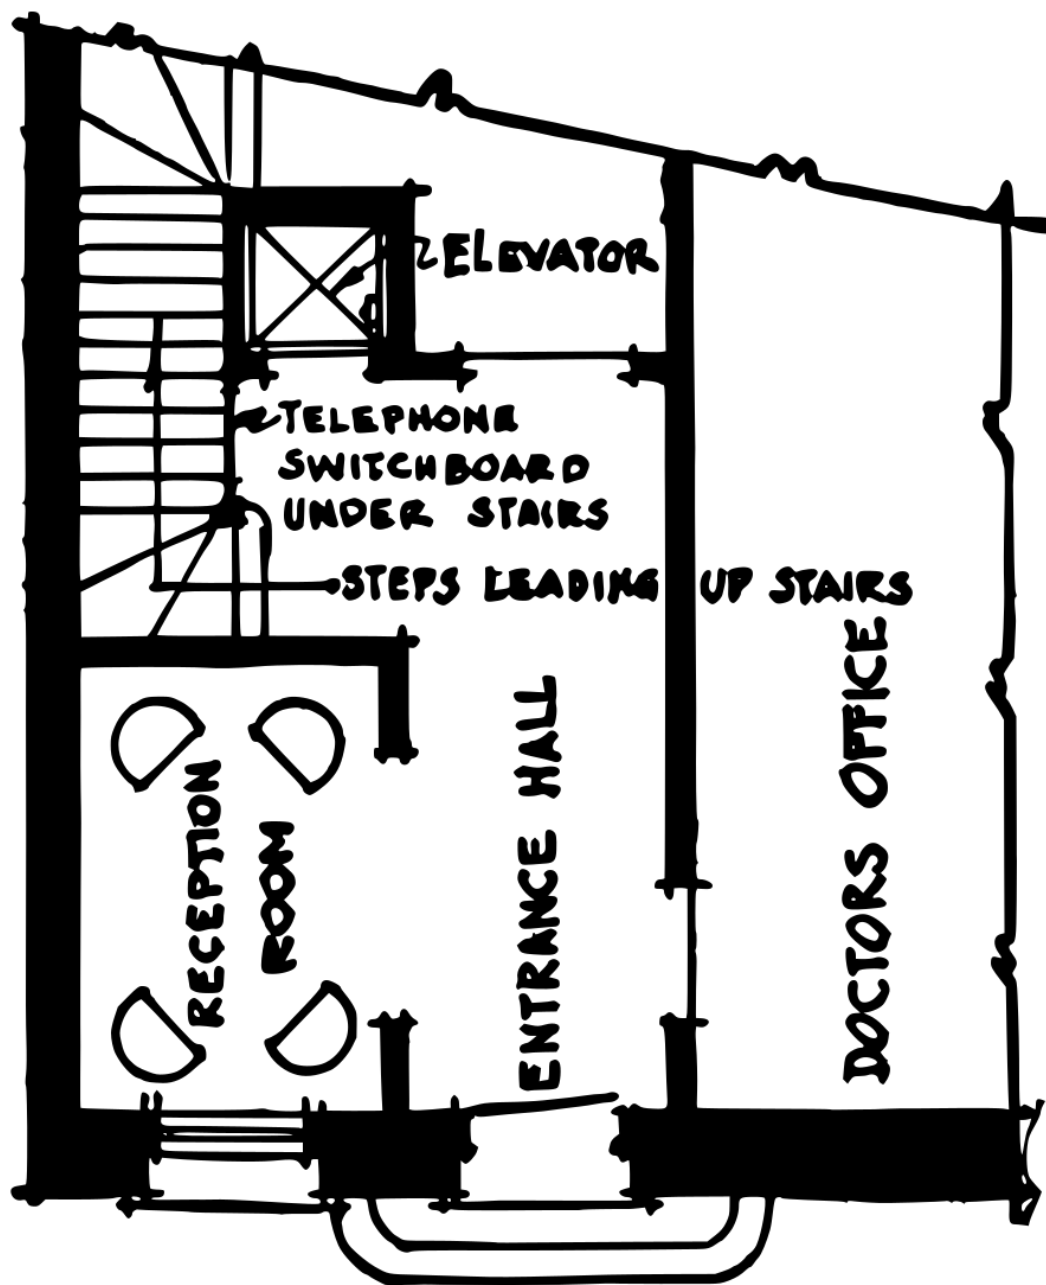 ELEVATOR
TELEPHONE
SWITCHBOARD
UNDER STAIRS
STEPS LEADING UP STAIRS
RECEPTION
ROOM
ENTRANCE HALL
DOCTORS OFFICE